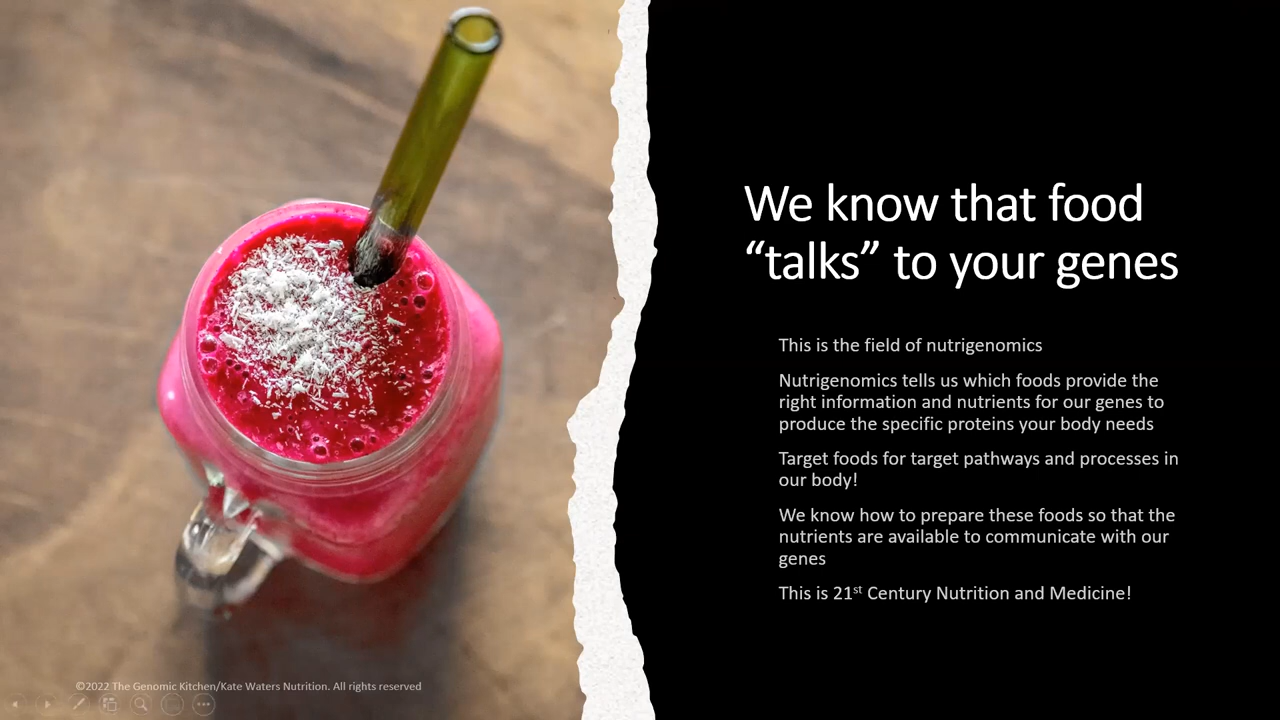 We know that food
“talks” to your genes
This is the field of nutrigenomics
Nutrigenomics tells us which foods provide the
right information and nutrients for our genes to
produce the specific proteins your body needs
Target foods for target pathways and processes in
our body!
We know how to prepare these foods so that the
nutrients are available to communicate with our
genes
This is 21st Century Nutrition and Medicine!
©2022 The Genomic Kitchen/Kate Waters Nutrition. All rights reserved